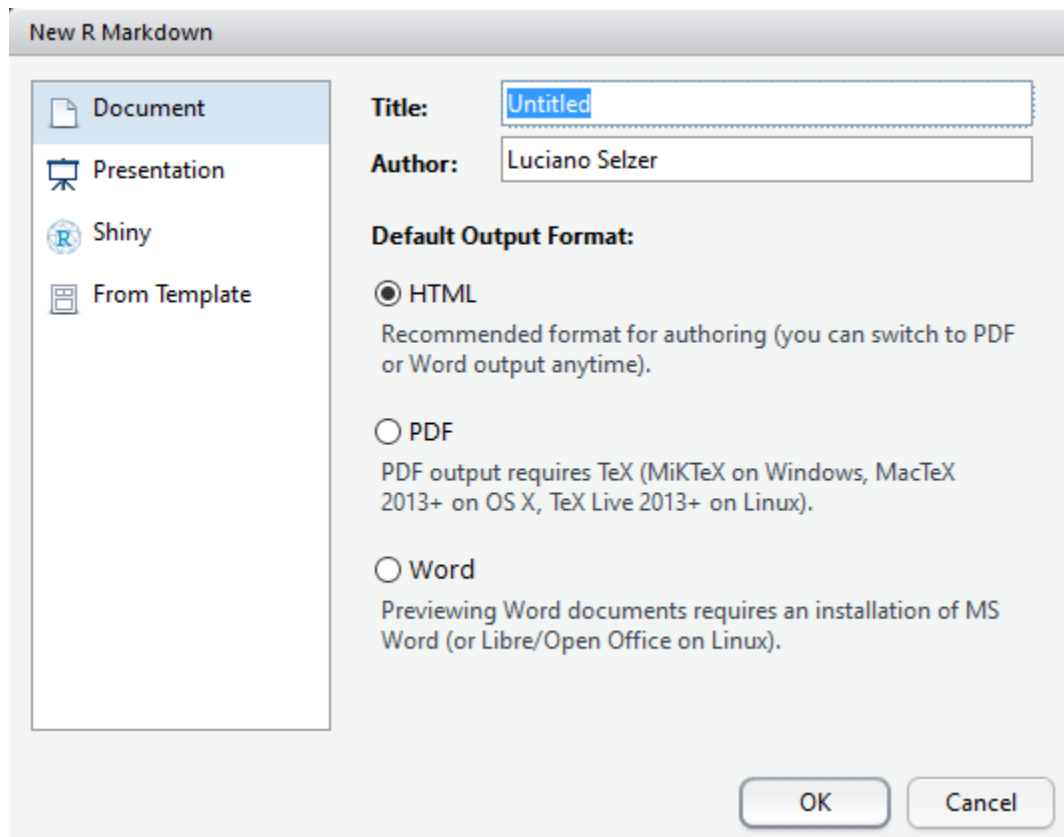 New R Markdown
Document
Presentation
Shiny
From Template
Title: Untitled
Author: Luciano Selzer
Default Output Format:
HTML
Recommended format for authoring (you can switch to PDF
or Word output anytime).
PDF
PDF output requires TeX (MiKTeX on Windows, MacTeX
2013+ on OS X, TeX Live 2013+ on Linux).
Word
Previewing Word documents requires an installation of MS
Word (or Libre/Open Office on Linux).
OK Cancel